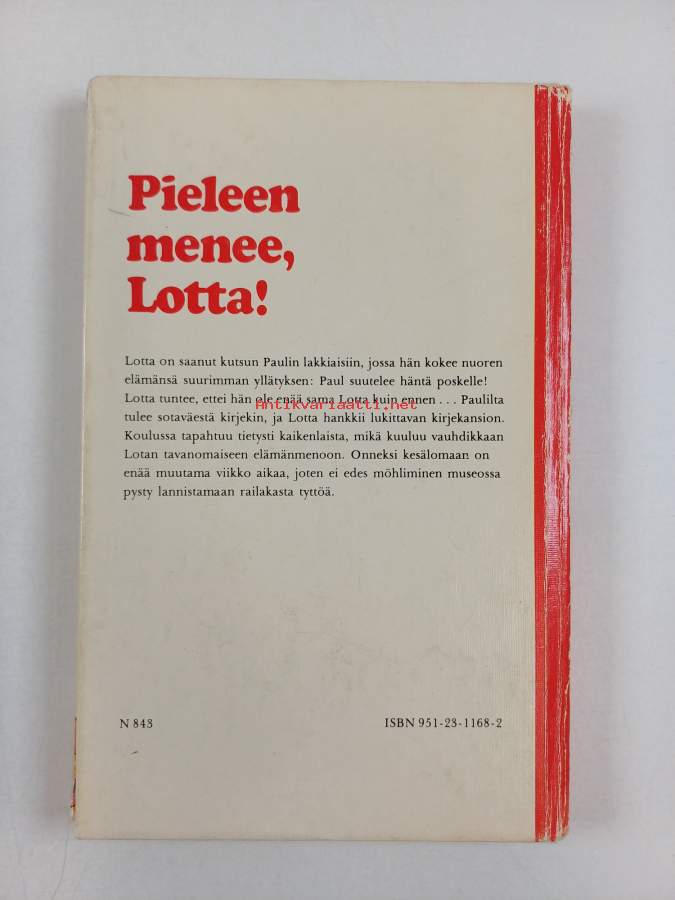 Pieleen
menee,
Lotta!
Lotta on saanut kutsun Paulin lakkiaisiin, jossa hän kokee nuoren
elämänsä suurimman yllätyksen: Paul suutelee häntä poskelle!
Lotta tuntee, ettei hän ole enää sama Lotta kuin ennen . . . Paulilta
Antikvariaatti.net
tulee sotaväestä kirjekin, ja Lotta hankkii lukittavan kirjekansion.
Koulussa tapahtuu tietysti kaikenlaista, mikä kuuluu vauhdikkaan
Lotan tavanomaiseen elämänmenoon. Onneksi kesälomaan on
enää muutama viikko aikaa, joten ei edes möhliminen museossa
pysty lannistamaan railakasta tyttöä.
N 843
ISBN 951-23-1168-2